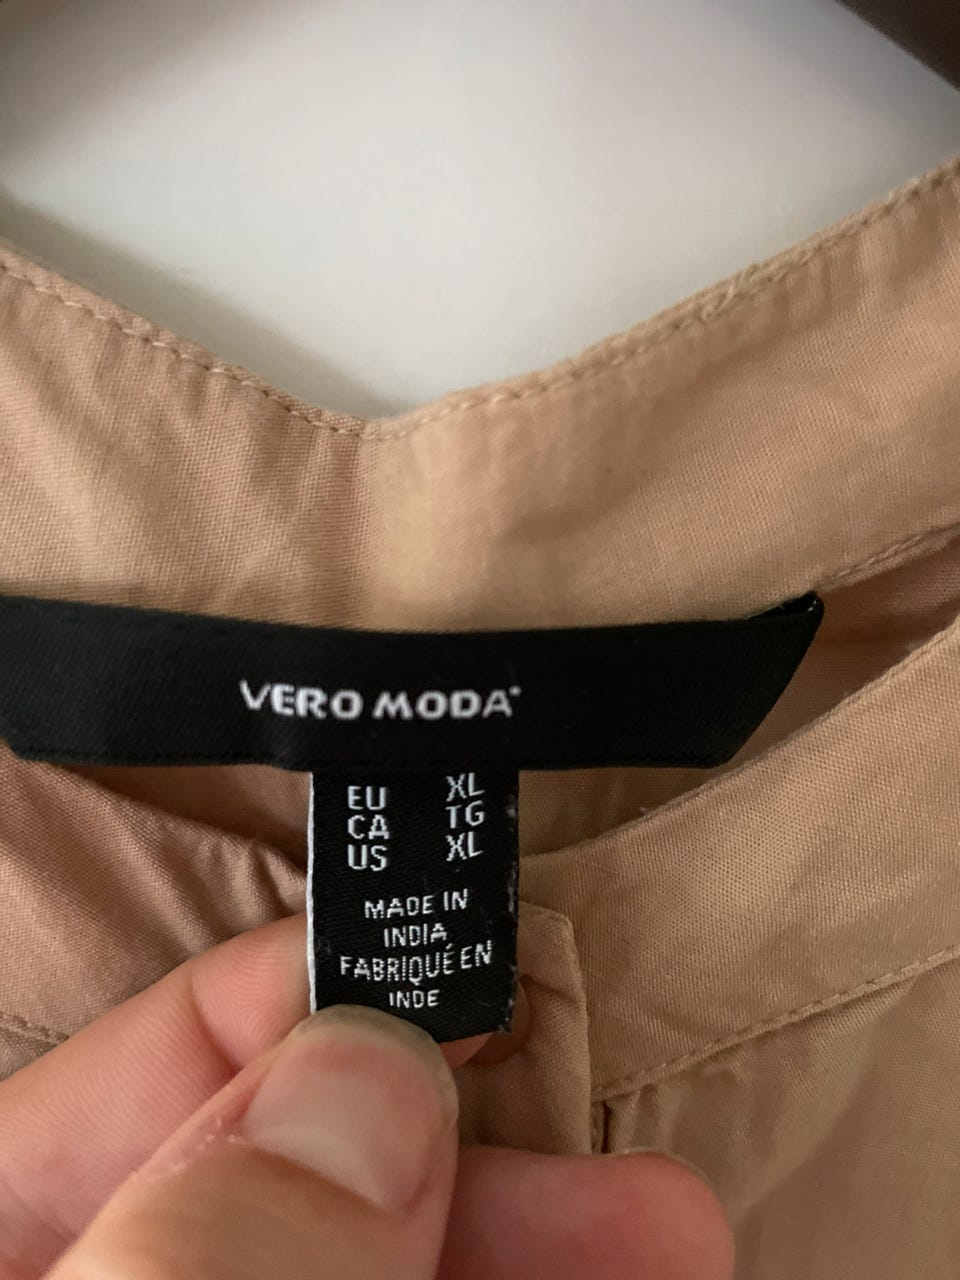 VERO MODA®
EU XL
CA TG
US XL
MADE IN
INDIA
FABRIQUÉ EN
INDE